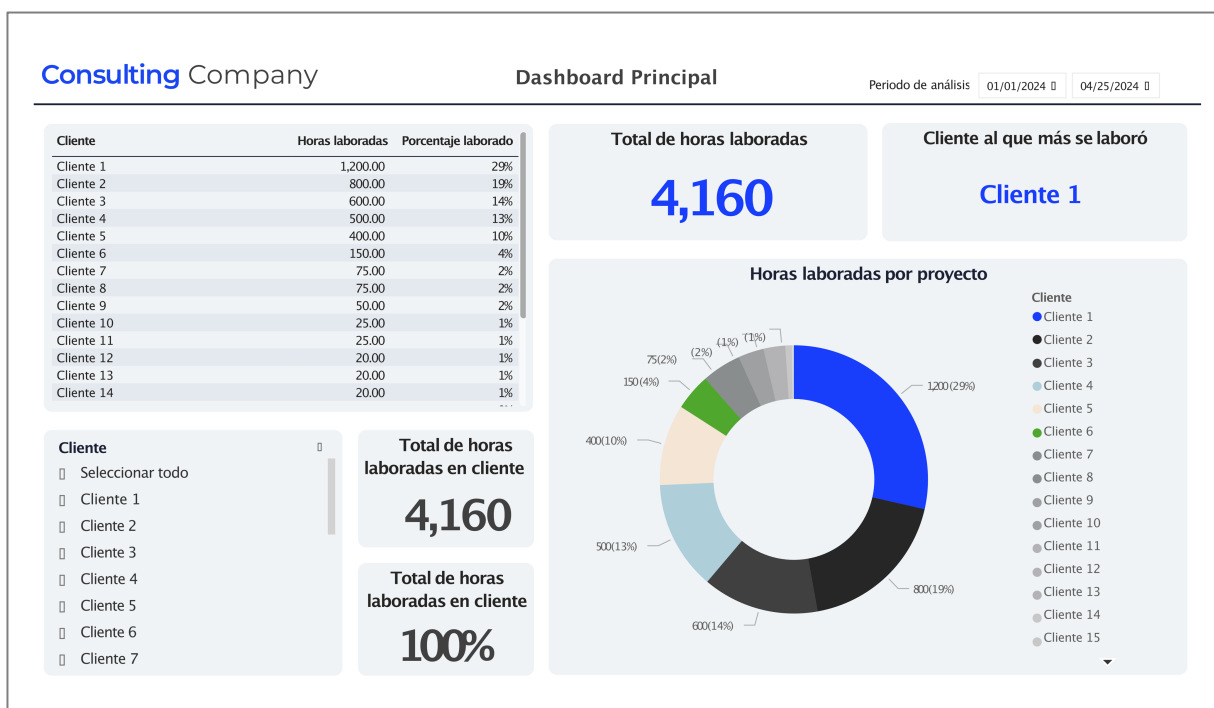 Consulting Company
Dashboard Principal
Periodo de análisis 01/01/2024 04/25/2024
Cliente Horas laboradas Porcentaje laborado
Cliente 1 1,200.00 29%
Cliente 2 800.00 19%
Cliente 3 600.00 14%
Cliente 4 500.00 13%
Cliente 5 400.00 10%
Cliente 6 150.00 4%
Cliente 7 75.00 2%
Cliente 8 75.00 2%
Cliente 9 50.00 2%
Cliente 10 25.00 1%
Cliente 11 25.00 1%
Cliente 12 20.00 1%
Cliente 13 20.00 1%
Cliente 14 20.00 1%
Total de horas laboradas
4,160
Cliente al que más se laboró
Cliente 1
Cliente
Seleccionar todo
Cliente 1
Cliente 2
Cliente 3
Cliente 4
Cliente 5
Cliente 6
Cliente 7
Total de horas
laboradas en cliente
4,160
Total de horas
laboradas en cliente
100%
Horas laboradas por proyecto
1,200 (29%)
800(19%)
600(14%)
500(13%)
400(10%)
150(4%)
75(2%)
(2%)
(1%)
(1%)
Cliente
Cliente 1
Cliente 2
Cliente 3
Cliente 4
Cliente 5
Cliente 6
Cliente 7
Cliente 8
Cliente 9
Cliente 10
Cliente 11
Cliente 12
Cliente 13
Cliente 14
Cliente 15